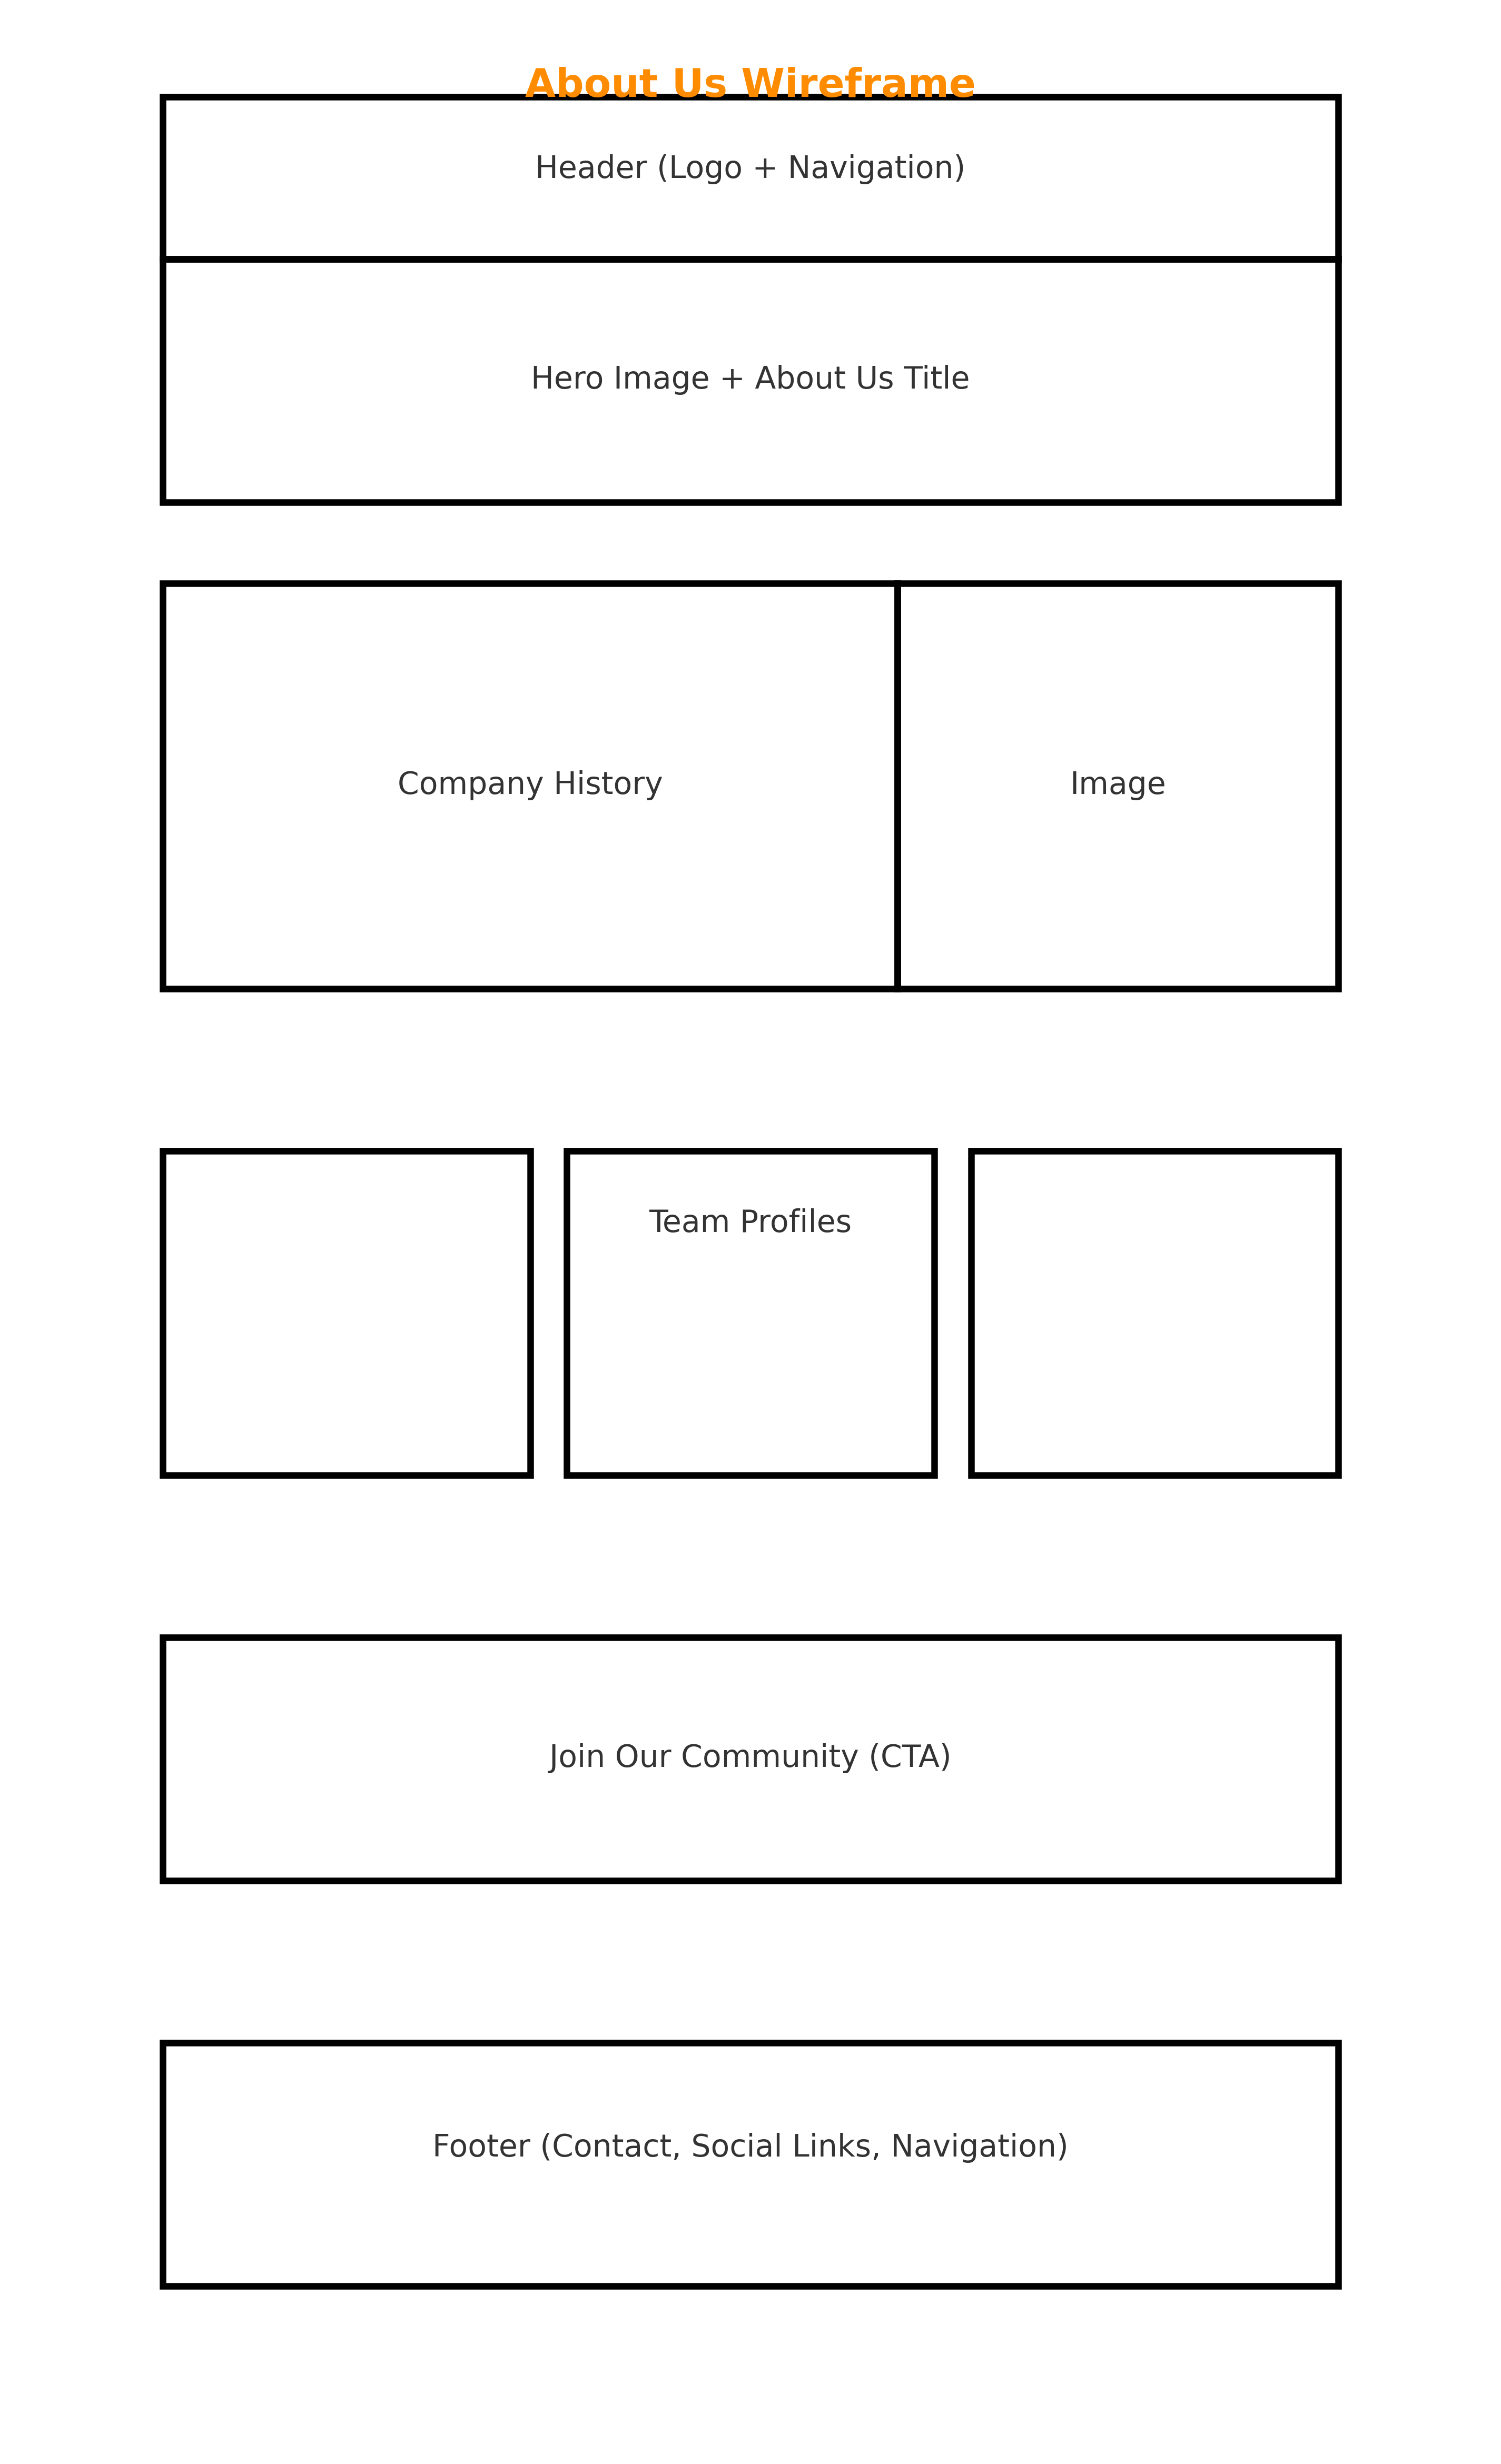 About Us Wireframe
Header (Logo + Navigation)
Hero Image + About Us Title
Company History
Image
Team Profiles
Join Our Community (CTA)
Footer (Contact, Social Links, Navigation)